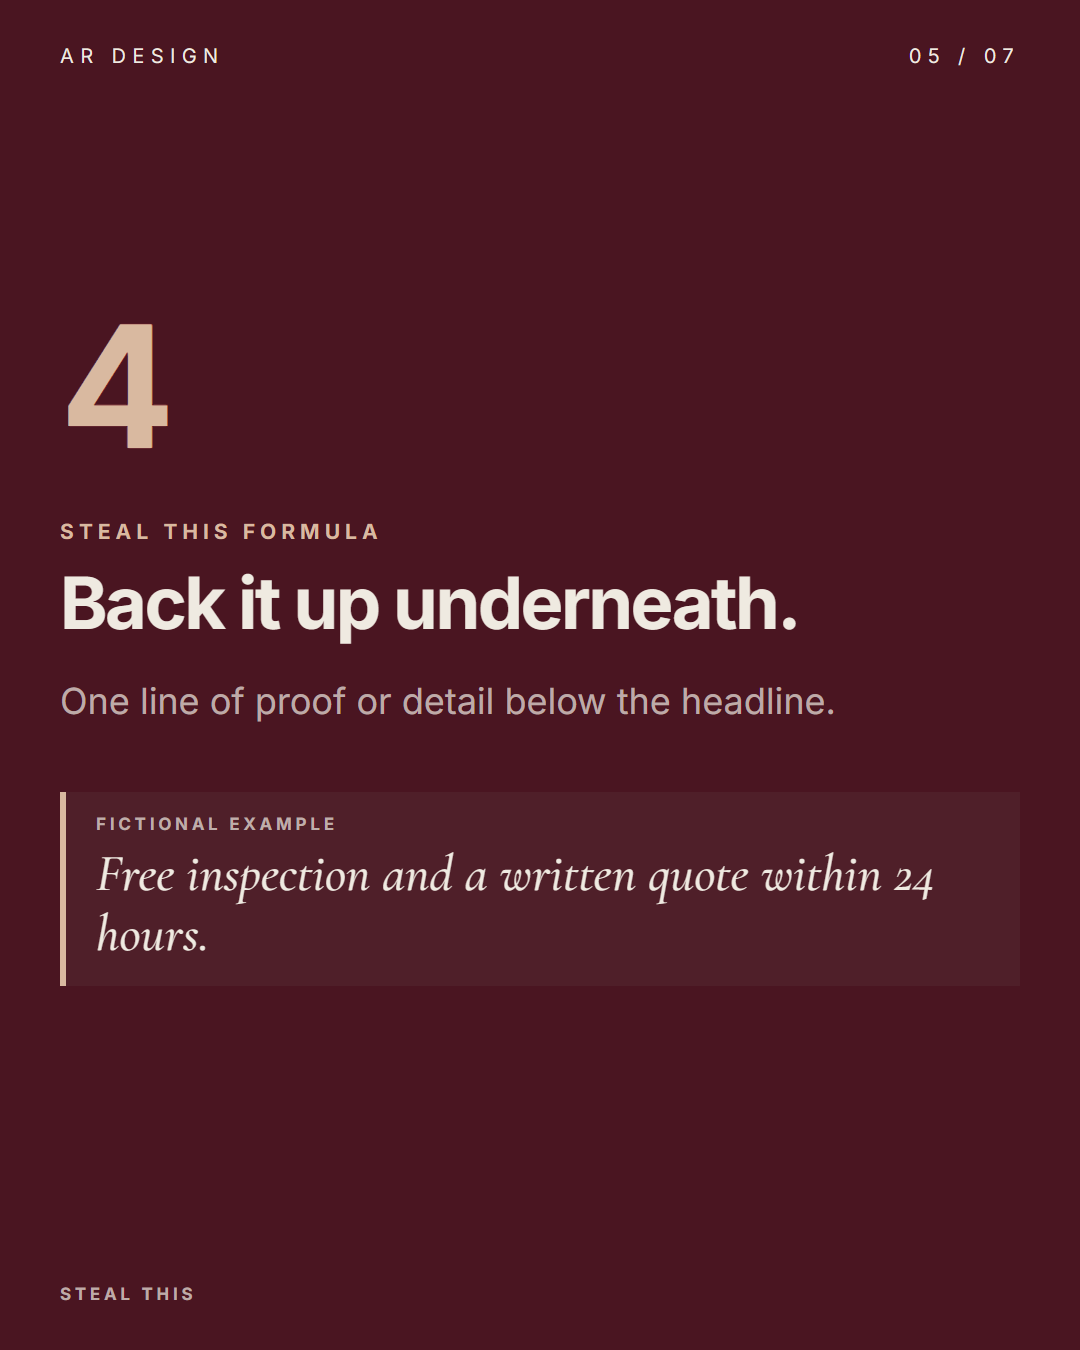 AR DESIGN
05 / 07
4
STEAL THIS FORMULA
Back it up underneath.
One line of proof or detail below the headline.
FICTIONAL EXAMPLE
Free inspection and a written quote within 24
hours.
STEAL THIS